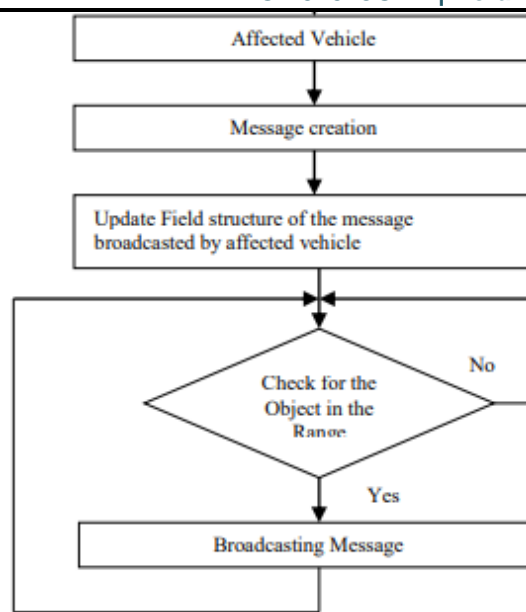 Affected Vehicle
Message creation
Update Field structure of the message
broadcasted by affected vehicle
No
Check for the
Object in the
Range
Yes
Broadcasting Message